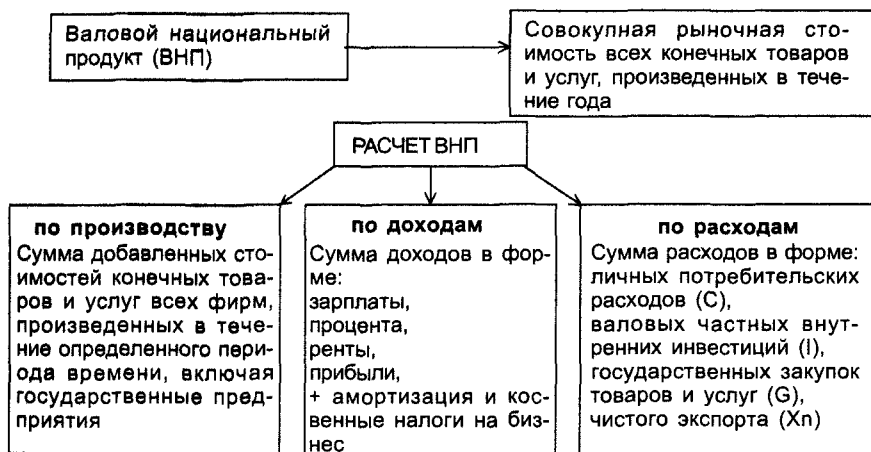 Валовой национальный
продукт (ВНП)
Совокупная рыночная сто-
имость всех конечных товаров
и услуг, произведенных в тече-
ние года
РАСЧЕТ ВНП
по производству
Сумма добавленных сто-
имостей конечных това-
ров и услуг всех фирм,
произведенных в тече-
ние определенного пери-
ода времени, включая
государственные пред-
приятия
по доходам
Сумма доходов в фор-
ме:
зарплаты,
процента,
ренты,
прибыли,
+ амортизация и кос-
венные налоги на биз-
нес
по расходам
Сумма расходов в форме:
личных потребительских
расходов (С),
валовых частных внут-
ренних инвестиций (I),
государственных закупок
товаров и услуг (G),
чистого экспорта (Xn)